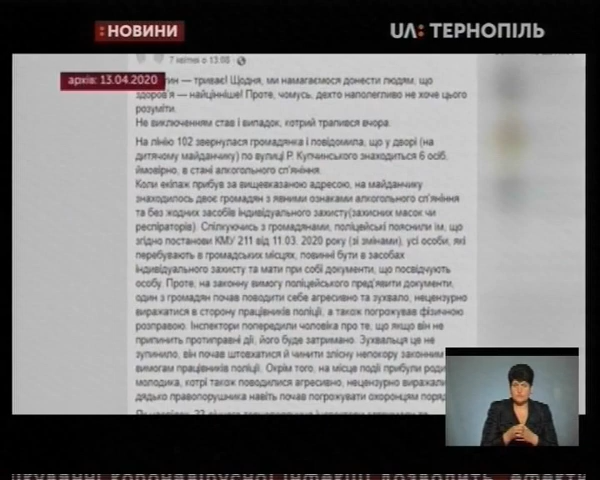 : НОВИНИ
UA: ТЕРНОПІЛЬ
7 квітня о 13:08
архів: 13.04.2020
— триває! Щодня, ми намагаємося донести людям, що
здоров'я — найцінніше! Проте, чомусь, дехто наполегливо не хоче цього
розуміти.
Не виключенням став і випадок, котрий трапився вчора.
На лінію 102 звернулася громадянка і повідомила, що у дворі (на
дитячому майданчику) по вулиці Р. Купчинського знаходиться 6 осіб,
ймовірно, в стані алкогольного сп'яніння.
Коли екіпаж прибув за вищевказаною адресою, на майданчику
знаходилось двоє громадян з явними ознаками алкогольного сп'яніння
та без жодних засобів індивідуального захисту(захисних масок чи
респіраторів). Спілкуючись з громадянами, поліцейські пояснили їм, що
згідно постанови КМУ 211 від 11.03. 2020 року (зі змінами), усі особи, які
перебувають в громадських місцях, повинні бути в засобах
індивідуального захисту та мати при собі документи, що посвідчують
особу. Проте, на законну вимогу поліцейського пред'явити документи,
один з громадян почав поводити себе агресивно та зухвало, нецензурно
виражатися в сторону працівників поліції, а також погрожував фізичною
розправою. Інспектори попередили чоловіка про те, що якщо він не
припинить протиправні дії, його буде затримано. Зухвальця це не
зупинило, він почав штовхатися й чинити злісну непокору законним
вимогам працівників поліції. Окрім того, на місце події прибули роди
молодика, котрі також поводилися агресивно, нецензурно виражали
дядько правопорушника навіть почав погрожувати охоронцям поряд
коронавірусної інфекції дозволить